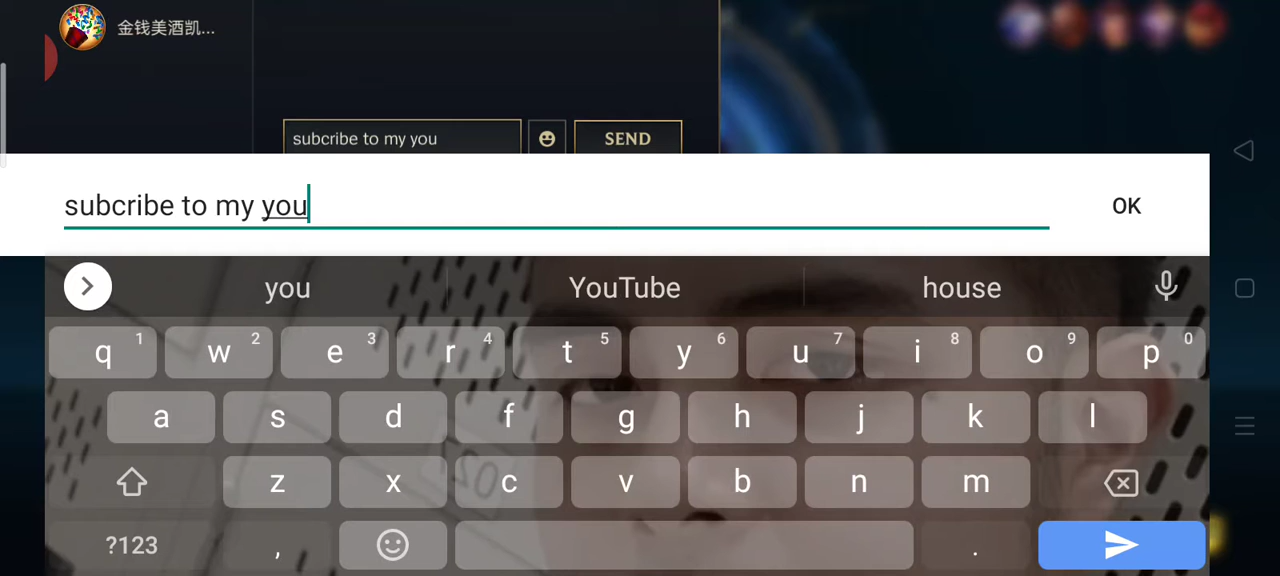 金钱美酒凯...
subcribe to my you
SEND
subcribe to my you
OK
you YouTube house
q 1 w 2 e 3 r 4 t 5 y 6 u 7 i 8 o 9 p 0
a s d f g h j k l
z x c v b n m
?123 , .